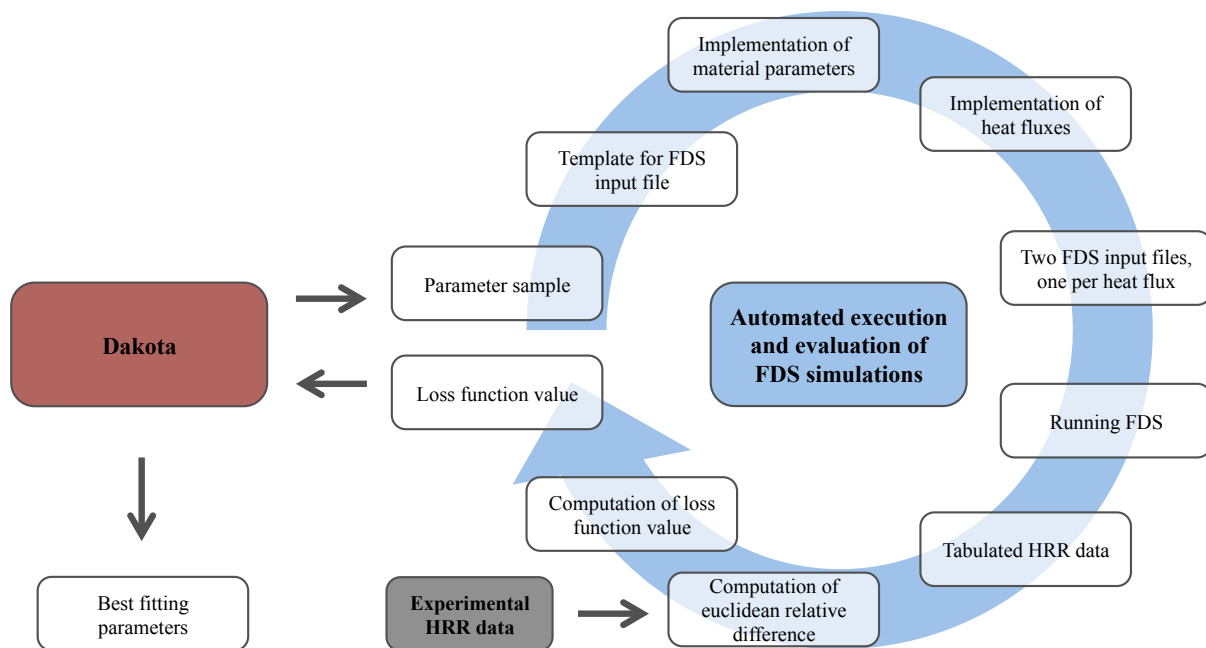 Implementation of
material parameters
Implementation of
heat fluxes
Template for FDS
input file
Parameter sample
Two FDS input files,
one per heat flux
Dakota
Automated execution
and evaluation of
FDS simulations
Loss function value
Running FDS
Computation of loss
function value
Tabulated HRR data
Best fitting
parameters
Experimental
HRR data
Computation of
euclidean relative
difference